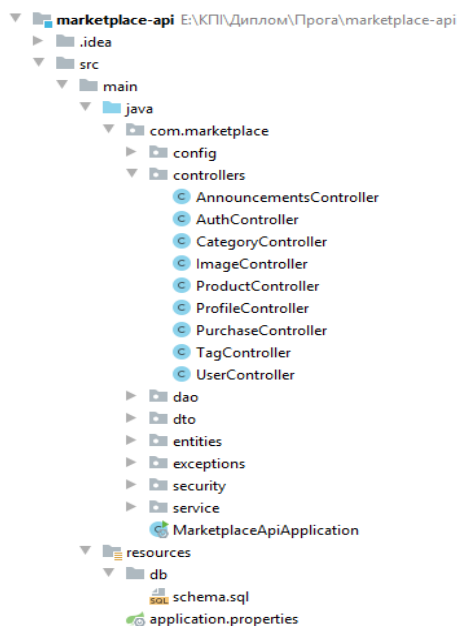 marketplace-api E:\КПІ\Диплом\Прога\marketplace-api
.idea
src
main
java
com.marketplace
config
controllers
AnnouncementsController
AuthController
CategoryController
ImageController
ProductController
ProfileController
PurchaseController
TagController
UserController
dao
dto
entities
exceptions
security
service
MarketplaceApiApplication
resources
db
schema.sql
application.properties